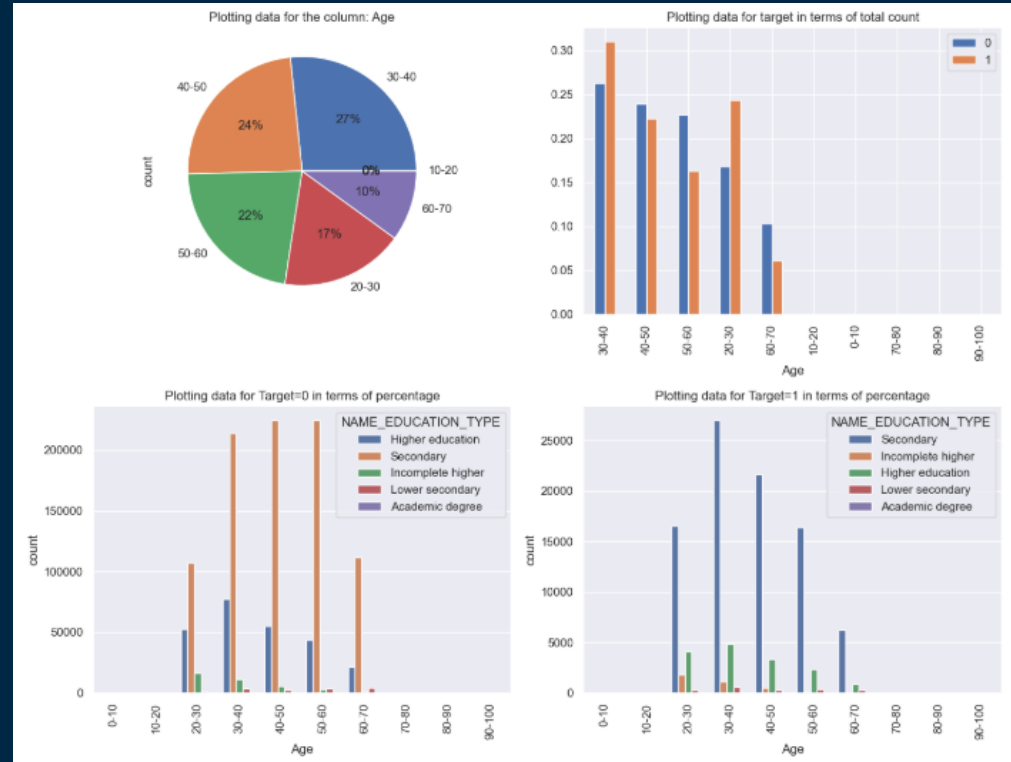 Plotting data for the column: Age
30-40
40-50
27%
24%
count
0%
10-20
10%
60-70
22%
17%
50-60
20-30
Plotting data for target in terms of total count
0
1
0.30
0.25
0.20
0.15
0.10
0.05
0.00
30-40 40-50 50-60 20-30 60-70 10-20 0-10 70-80 80-90 90-100
Age
Plotting data for Target=0 in terms of percentage
NAME_EDUCATION_TYPE
Higher education
Secondary
Incomplete higher
Lower secondary
Academic degree
200000
150000
100000
50000
0
count
0-10 10-20 20-30 30-40 40-50 50-60 60-70 70-80 80-90 90-100
Age
Plotting data for Target=1 in terms of percentage
NAME_EDUCATION_TYPE
Secondary
Incomplete higher
Higher education
Lower secondary
Academic degree
25000
20000
15000
10000
5000
0
count
0-10 10-20 20-30 30-40 40-50 50-60 60-70 70-80 80-90 90-100
Age